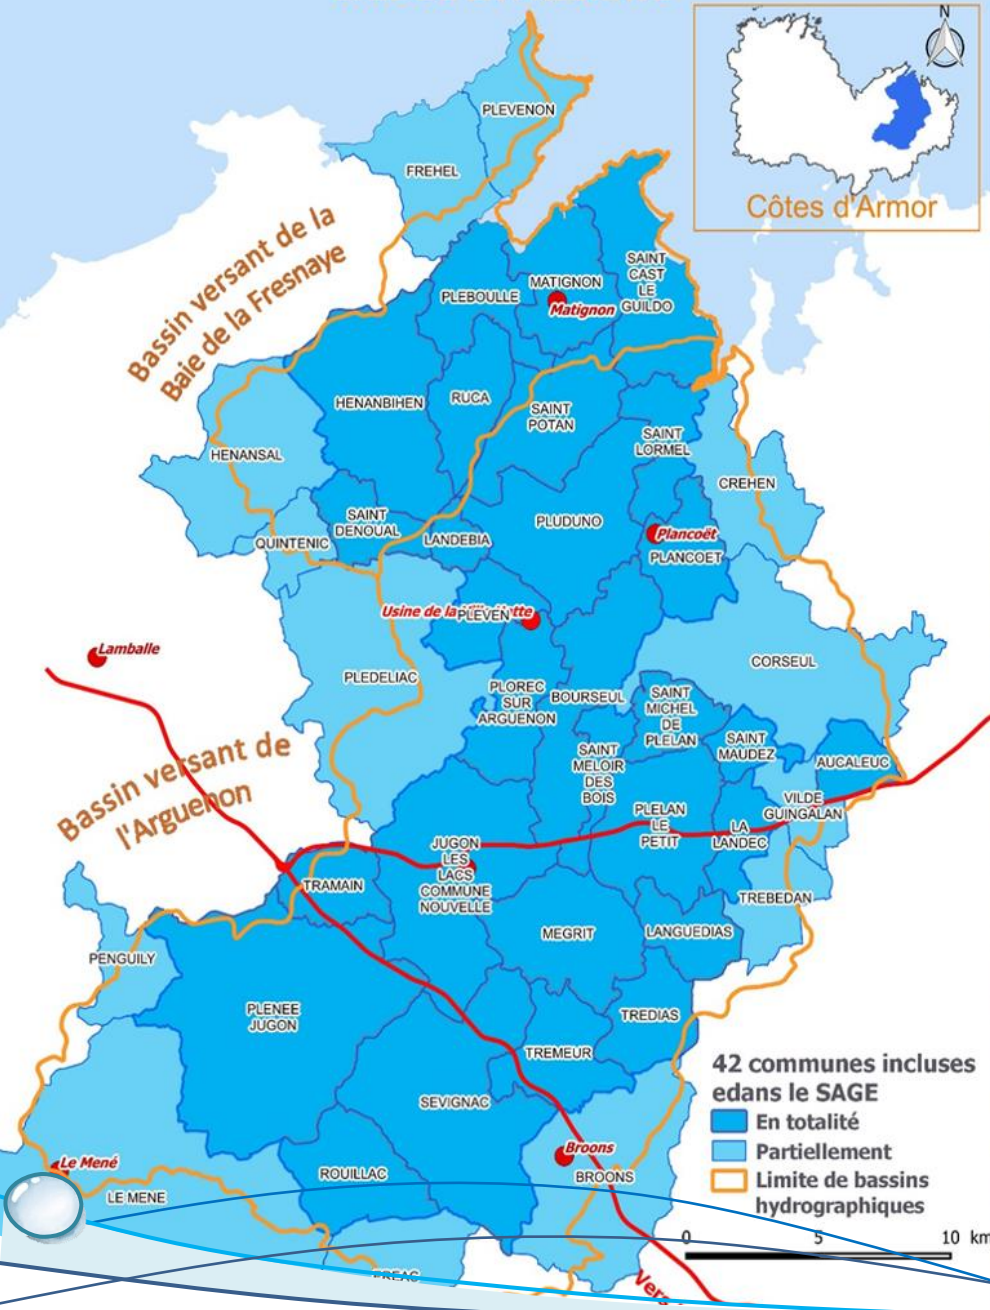 N
Côtes d'Armor
PLEVENON
FREHEL
Bassin versant de la
Baie de la Fresnaye
SAINT
CAST
LE
GUILDO
MATIGNON
Matignon
PLEBOULLE
HENANBIHEN
RUCA
SAINT
POTAN
SAINT
LORMEL
HENANSAL
CREHEN
SAINT
DENOUAL
QUINTENIC
LANDEBIA
PLUDUNO
Plancoët
PLANCOET
Usine de la
PLEVEN
Lamballe
CORSEUL
PLEDELIAC
PLOREC
SUR
ARGUENON
BOURSEUL
SAINT
MICHEL
DE
PLELAN
SAINT
MAUDEZ
SAINT
MELOIR
DES
BOIS
AUCALEUC
Bassin versant de
l'Arguenon
VILDE
GUINGALAN
PLELAN
LE
PETIT
LA
LANDEC
JUGON
LES
LACS
COMMUNE
NOUVELLE
TRAMAIN
TREBEDAN
MEGRIT
LANGUEDIAS
PENGUILY
PLENEE
JUGON
TREDIAS
TREMEUR
SEVIGNAC
42 communes incluses
edans le SAGE
En totalité
Partiellement
Limite de bassins
hydrographiques
Le Mené
LE MENE
ROUILLAC
Broons
BROONS
0 5 10 km